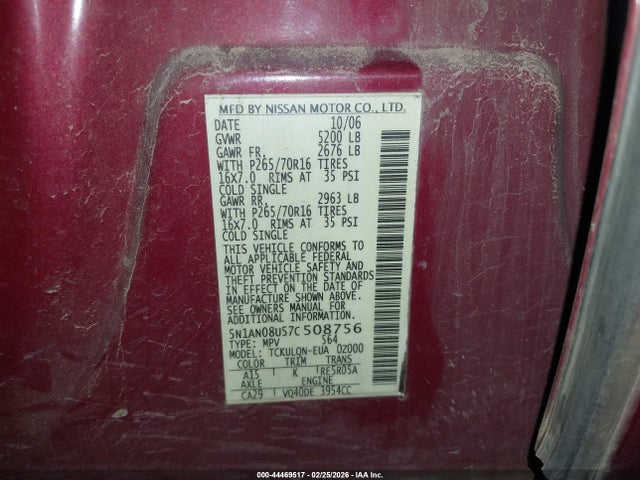 MFD BY NISSAN MOTOR CO., LTD.
DATE 10/06
GVWR 5200 LB
GAWR FR. 2676 LB
WITH P265/70R16 TIRES
16X7.0 RIMS AT 35 PSI
COLD SINGLE
GAWR RR. 2963 LB
WITH P265/70R16 TIRES
16X7.0 RIMS AT 35 PSI
COLD SINGLE
THIS VEHICLE CONFORMS TO
ALL APPLICABLE FEDERAL
MOTOR VEHICLE SAFETY AND
THEFT PREVENTION STANDARDS
IN EFFECT ON THE DATE OF
MANUFACTURE SHOWN ABOVE.
SEE OWNERS MANUAL FOR
ADDITIONAL INFORMATION.
5N1AN08U57C508756
TYPE: MPV 564
MODEL: TCKULON-EUA 0Z000
COLOR TRIM TRANS
A15 K RE5R05A
AXLE ENGINE
CA29 VQ40DE 3954CC
000-44469517 - 02/25/2026 - IAA Inc.